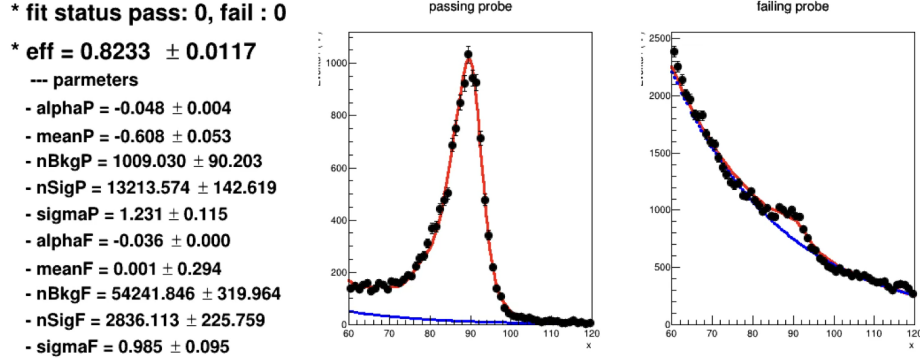 * fit status pass: 0, fail : 0
* eff = 0.8233 ± 0.0117
--- parmeters
- alphaP = -0.048 ± 0.004
- meanP = -0.608 ± 0.053
- nBkgP = 1009.030 ± 90.203
- nSigP = 13213.574 ± 142.619
- sigmaP = 1.231 ± 0.115
- alphaF = -0.036 ± 0.000
- meanF = 0.001 ± 0.294
- nBkgF = 54241.846 ± 319.964
- nSigF = 2836.113 ± 225.759
- sigmaF = 0.985 ± 0.095
passing probe
1000
800
600
400
200
0
60 70 80 90 100 110 120
x
failing probe
2500
2000
1500
1000
500
0
60 70 80 90 100 110 120
x